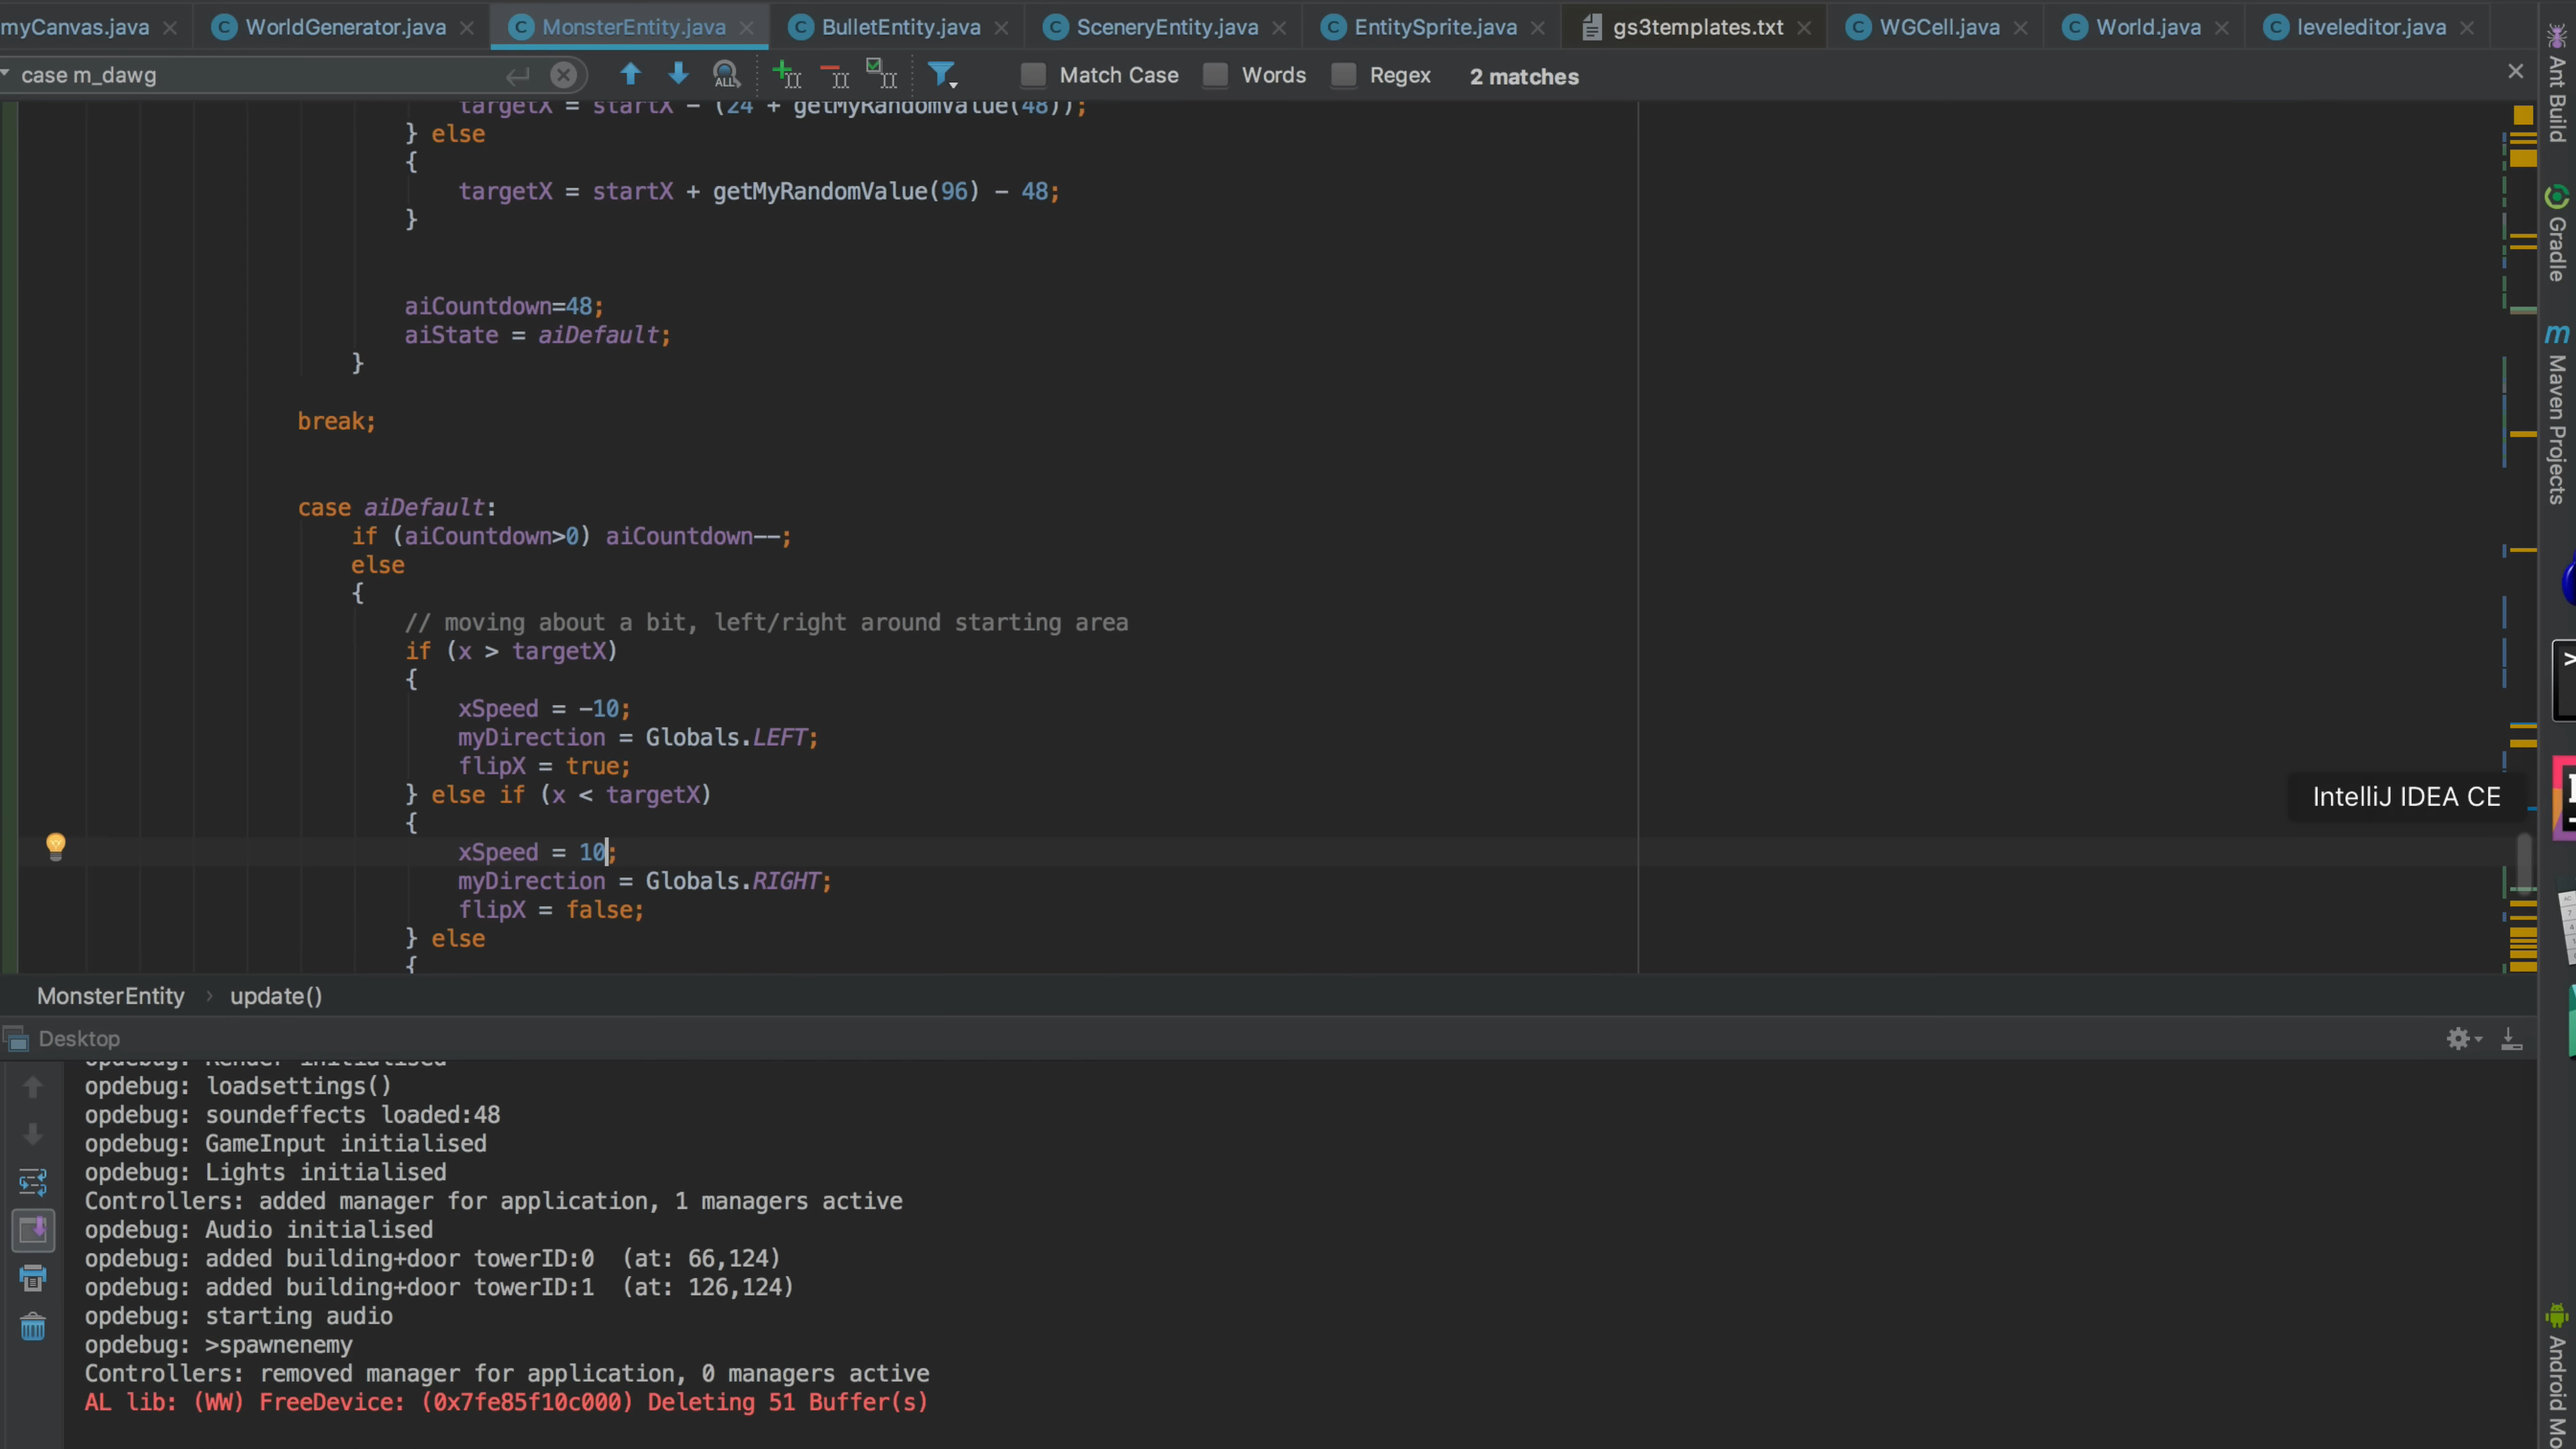 myCanvas.java WorldGenerator.java MonsterEntity.java BulletEntity.java SceneryEntity.java EntitySprite.java gs3templates.txt WGCell.java World.java leveleditor.java
case m_dawg ALL Match Case Words Regex 2 matches
targetX = startX - (24 + getMyRandomValue(48));
} else
{
targetX = startX + getMyRandomValue(96) - 48;
}
aiCountdown=48;
aiState = aiDefault;
}
break;
case aiDefault:
if (aiCountdown>0) aiCountdown--;
else
{
// moving about a bit, left/right around starting area
if (x > targetX)
{
xSpeed = -10;
myDirection = Globals.LEFT;
flipX = true;
} else if (x < targetX)
{
xSpeed = 10;
myDirection = Globals.RIGHT;
flipX = false;
} else
{
MonsterEntity › update()
Desktop
opdebug: Render initialised
opdebug: loadsettings()
opdebug: soundeffects loaded:48
opdebug: GameInput initialised
opdebug: Lights initialised
Controllers: added manager for application, 1 managers active
opdebug: Audio initialised
opdebug: added building+door towerID:0  (at: 66,124)
opdebug: added building+door towerID:1  (at: 126,124)
opdebug: starting audio
opdebug: >spawnenemy
Controllers: removed manager for application, 0 managers active
AL lib: (WW) FreeDevice: (0x7fe85f10c000) Deleting 51 Buffer(s)
Ant Build
Gradle
Maven Projects
IntelliJ IDEA CE
Android Mo